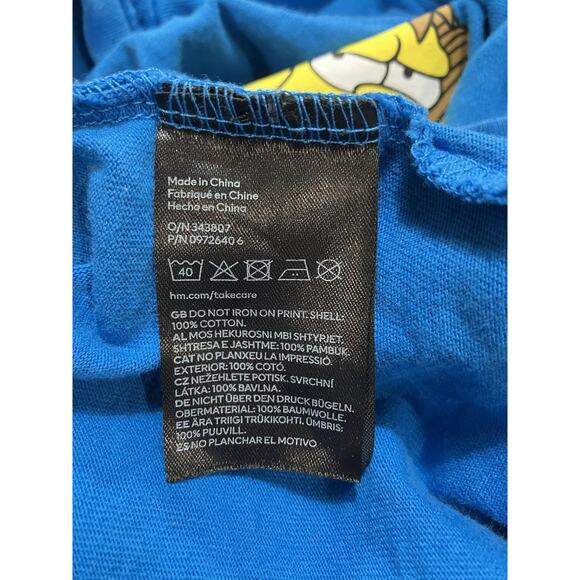 Made in China
Fabriqué en Chine
Hecho en China
O/N 343807
P/N 0972640 6
40
hm.com/takecare
GB DO NOT IRON ON PRINT. SHELL:
100% COTTON.
AL MOS HEKUROSNI MBI SHTYPJET.
SHTRESA E JASHTME: 100% PAMBUK.
CAT NO PLANXEU LA IMPRESSIÓ.
EXTERIOR: 100% COTÓ.
CZ NEŽEHLETE POTISK. SVRCHNÍ
LÁTKA: 100% BAVLNA.
DE NICHT ÜBER DEN DRUCK BÜGELN.
OBERMATERIAL: 100% BAUMWOLLE.
EE ÄRA TRIIGI TRÜKIKOHTI. ÜMBRIS:
100% PUUVILL.
ES NO PLANCHAR EL MOTIVO